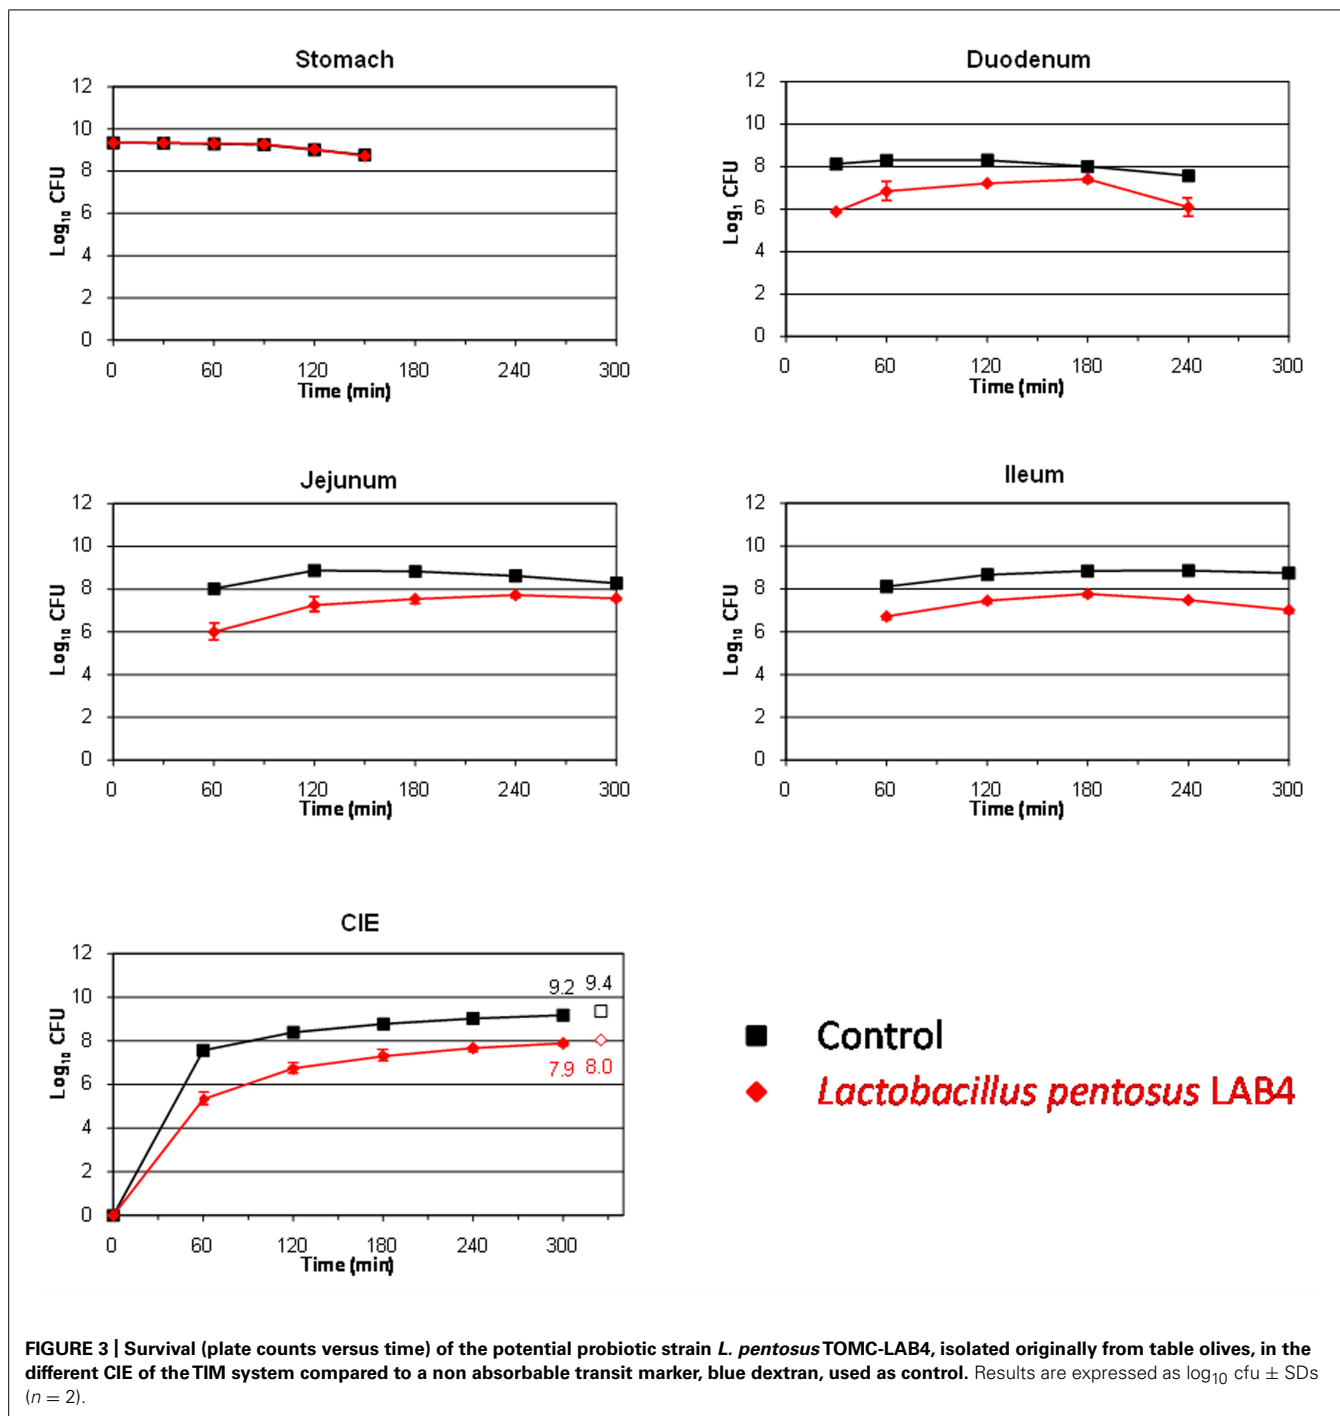 Stomach
12
10
8
6
4
2
0
Log10 CFU
0 60 120 180 240 300
Time (min)
Duodenum
12
10
8
6
4
2
0
Log1 CFU
0 60 120 180 240 300
Time (min)
Jejunum
12
10
8
6
4
2
0
Log10 CFU
0 60 120 180 240 300
Time (min)
Ileum
12
10
8
6
4
2
0
Log10 CFU
0 60 120 180 240 300
Time (min)
CIE
12
10
8
6
4
2
0
Log10 CFU
9.2 9.4
7.9 8.0
0 60 120 180 240 300
Time (min)
Control
Lactobacillus pentosus LAB4
FIGURE 3 | Survival (plate counts versus time) of the potential probiotic strain L. pentosus TOMC-LAB4, isolated originally from table olives, in the
different CIE of the TIM system compared to a non absorbable transit marker, blue dextran, used as control. Results are expressed as log10 cfu ± SDs
(n = 2).